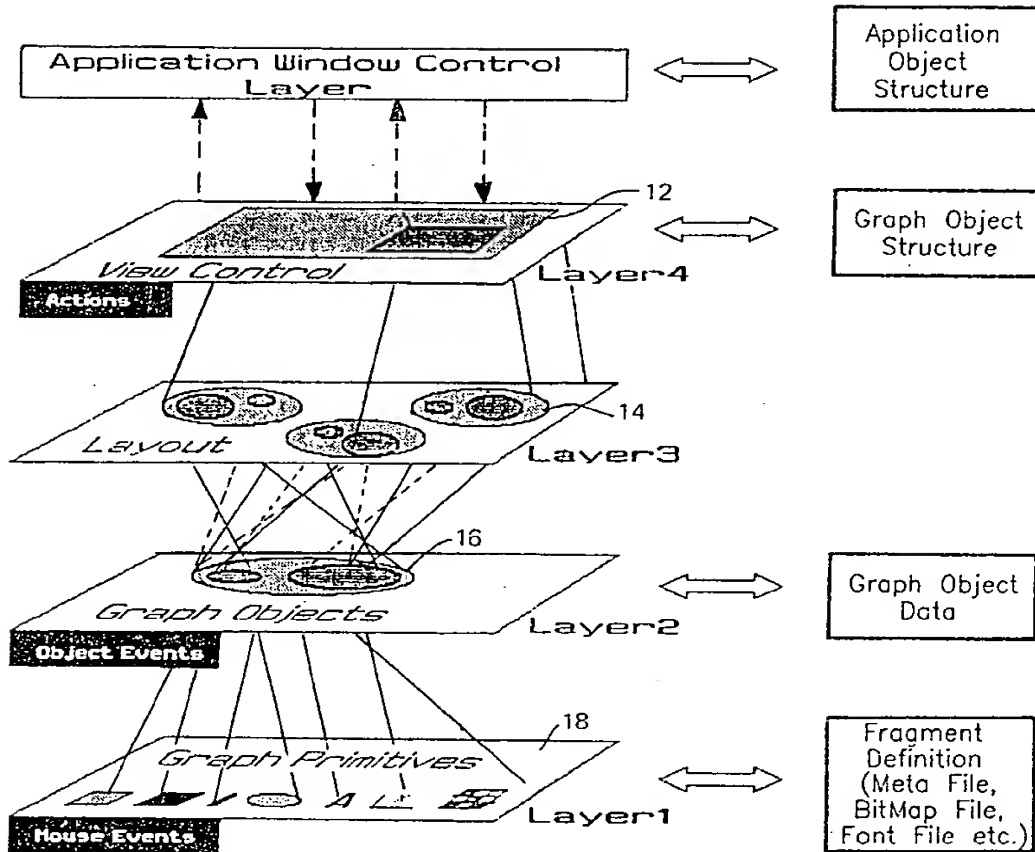 Application Window Control
Layer
Application
Object
Structure
12
View Control
Layer4
Actions
Graph Object
Structure
14
Layout
Layer3
16
Graph Objects
Layer2
Object Events
Graph Object
Data
18
Graph Primitives
A
Layer1
Mouse Events
Fragment
Definition
(Meta File,
BitMap File,
Font File etc.)